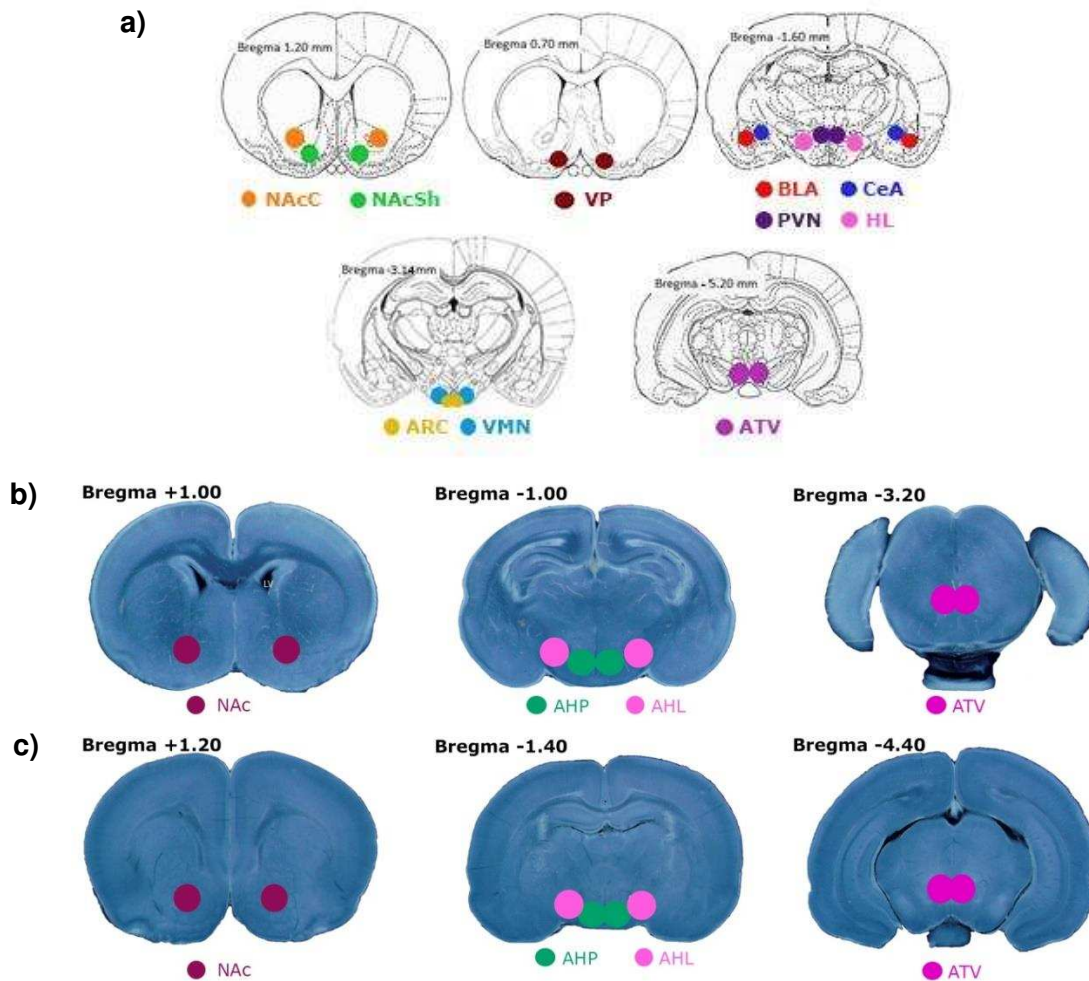 a)
Bregma 1.20 mm
Bregma 0.70 mm
Bregma -1.60 mm
NAcC NAcSh
VP
BLA CeA
PVN HL
Bregma -3.14 mm
Bregma - 5.20 mm
ARC VMN
ATV
b)
Bregma +1.00
Bregma -1.00
Bregma -3.20
LV
NAc
AHP AHL
ATV
c)
Bregma +1.20
Bregma -1.40
Bregma -4.40
NAc
AHP AHL
ATV